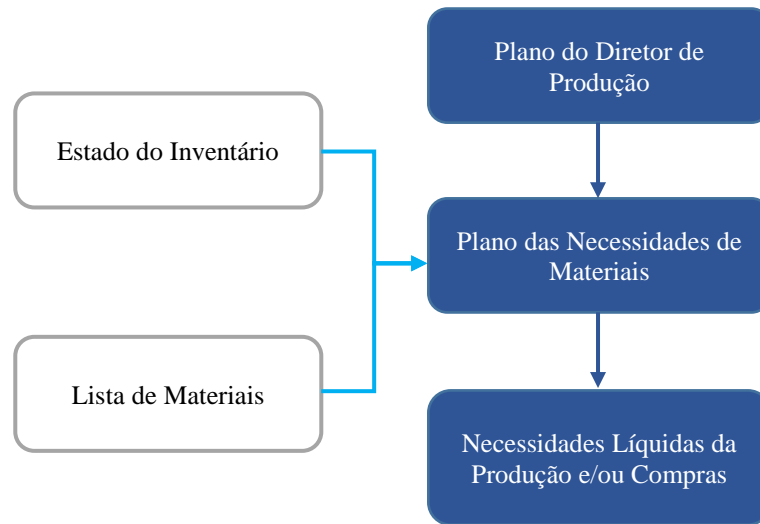 Plano do Diretor de
Produção
Estado do Inventário
Plano das Necessidades de
Materiais
Lista de Materiais
Necessidades Líquidas da
Produção e/ou Compras